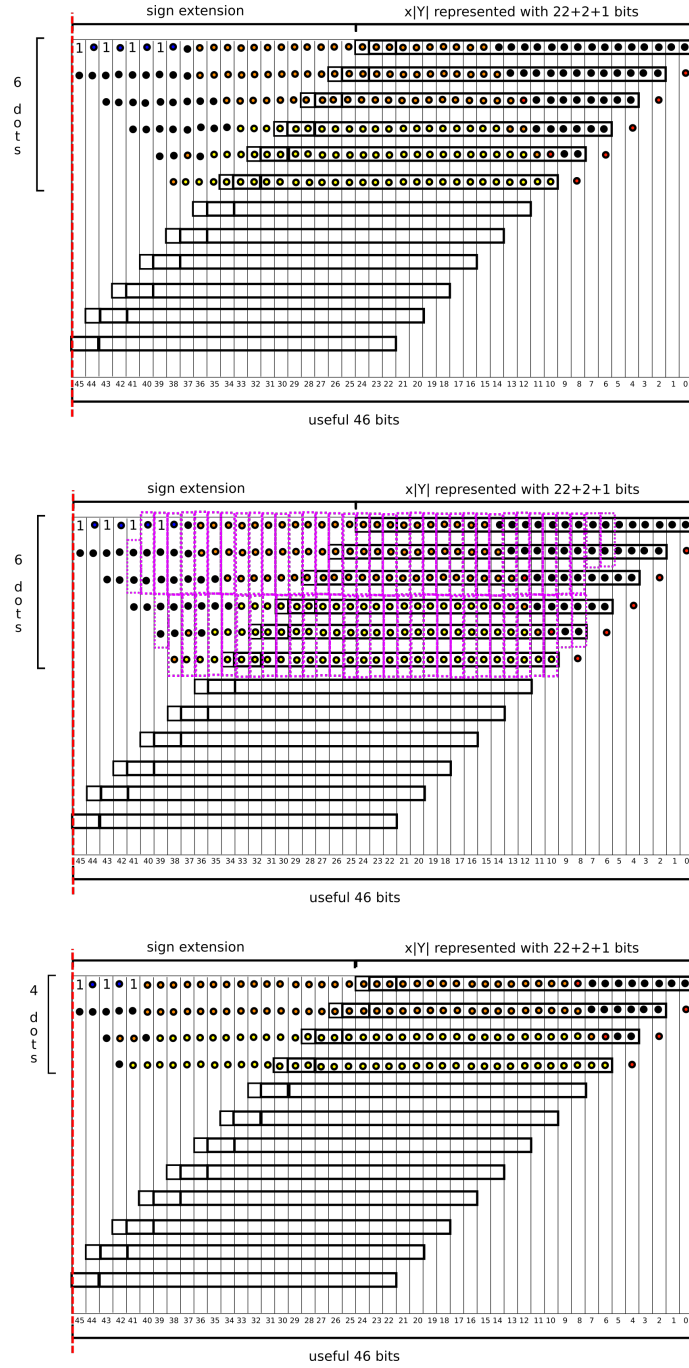 sign extension x|Y| represented with 22+2+1 bits
1 1 1 1
6
d
o
t
s
45 44 43 42 41 40 39 38 37 36 35 34 33 32 31 30 29 28 27 26 25 24 23 22 21 20 19 18 17 16 15 14 13 12 11 10 9 8 7 6 5 4 3 2 1 0
useful 46 bits
sign extension x|Y| represented with 22+2+1 bits
1 1 1 1
6
d
o
t
s
45 44 43 42 41 40 39 38 37 36 35 34 33 32 31 30 29 28 27 26 25 24 23 22 21 20 19 18 17 16 15 14 13 12 11 10 9 8 7 6 5 4 3 2 1 0
useful 46 bits
sign extension x|Y| represented with 22+2+1 bits
1 1 1
4
d
o
t
s
45 44 43 42 41 40 39 38 37 36 35 34 33 32 31 30 29 28 27 26 25 24 23 22 21 20 19 18 17 16 15 14 13 12 11 10 9 8 7 6 5 4 3 2 1 0
useful 46 bits